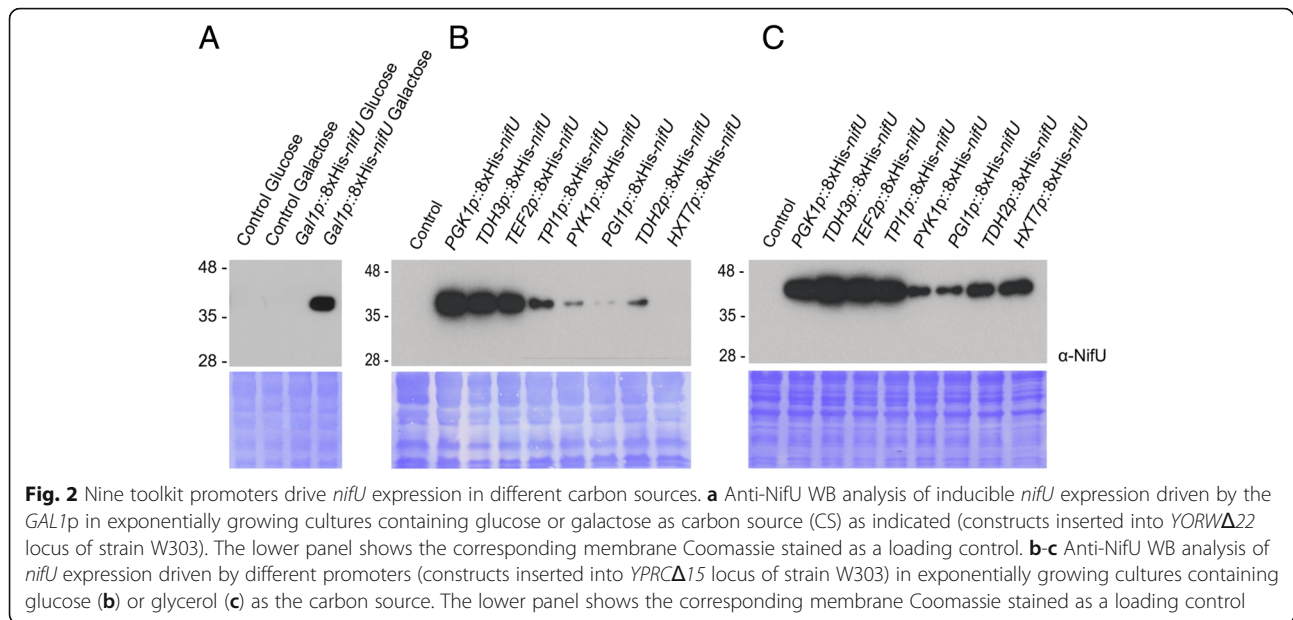 A
B
C
Control Glucose
Control Galactose
Gal1p::8xHis-nifU Glucose
Gal1p::8xHis-nifU Galactose
Control
PGK1p::8xHis-nifU
TDH3p::8xHis-nifU
TEF2p::8xHis-nifU
TPI1p::8xHis-nifU
PYK1p::8xHis-nifU
PGI1p::8xHis-nifU
TDH2p::8xHis-nifU
HXT7p::8xHis-nifU
Control
PGK1p::8xHis-nifU
TDH3p::8xHis-nifU
TEF2p::8xHis-nifU
TPI1p::8xHis-nifU
PYK1p::8xHis-nifU
PGI1p::8xHis-nifU
TDH2p::8xHis-nifU
HXT7p::8xHis-nifU
48 -
35 -
28 -
48 -
35 -
28 -
48 -
35 -
28 -
α-NifU
Fig. 2 Nine toolkit promoters drive nifU expression in different carbon sources. a Anti-NifU WB analysis of inducible nifU expression driven by the
GAL1p in exponentially growing cultures containing glucose or galactose as carbon source (CS) as indicated (constructs inserted into YORWΔ22
locus of strain W303). The lower panel shows the corresponding membrane Coomassie stained as a loading control. b-c Anti-NifU WB analysis of
nifU expression driven by different promoters (constructs inserted into YPRCΔ15 locus of strain W303) in exponentially growing cultures containing
glucose (b) or glycerol (c) as the carbon source. The lower panel shows the corresponding membrane Coomassie stained as a loading control